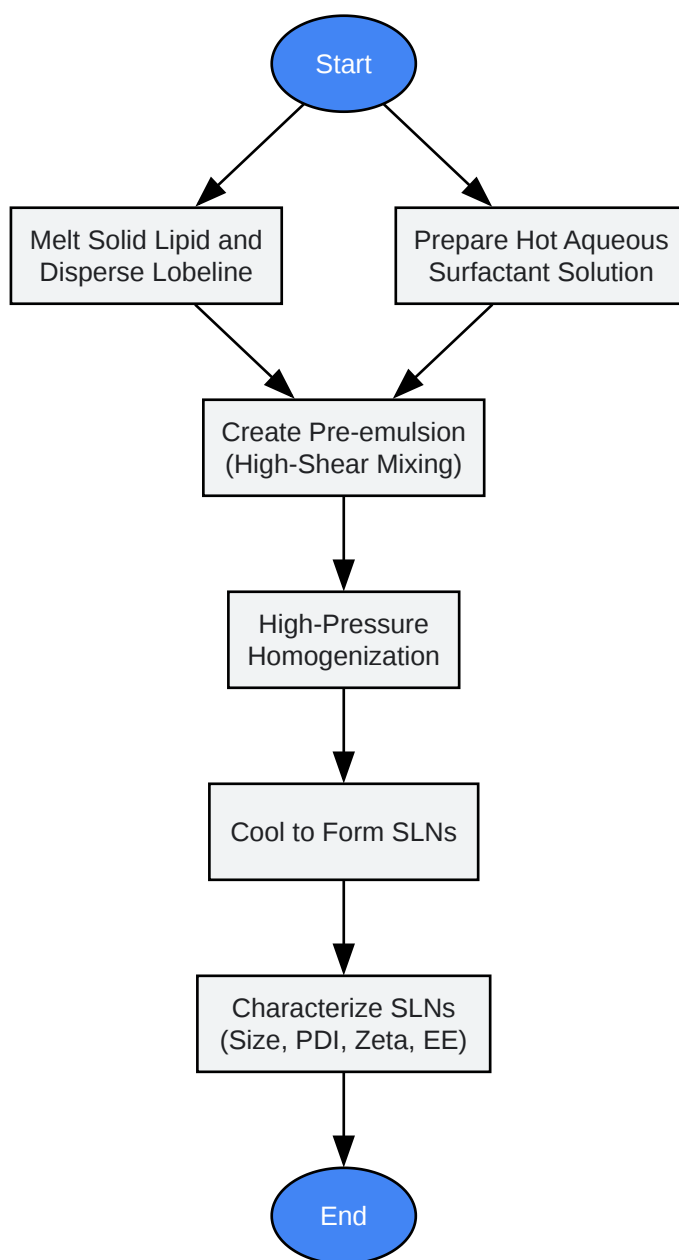 Start
Melt Solid Lipid and
Disperse Lobeline
Prepare Hot Aqueous
Surfactant Solution
Create Pre-emulsion
(High-Shear Mixing)
High-Pressure
Homogenization
Cool to Form SLNs
Characterize SLNs
(Size, PDI, Zeta, EE)
End